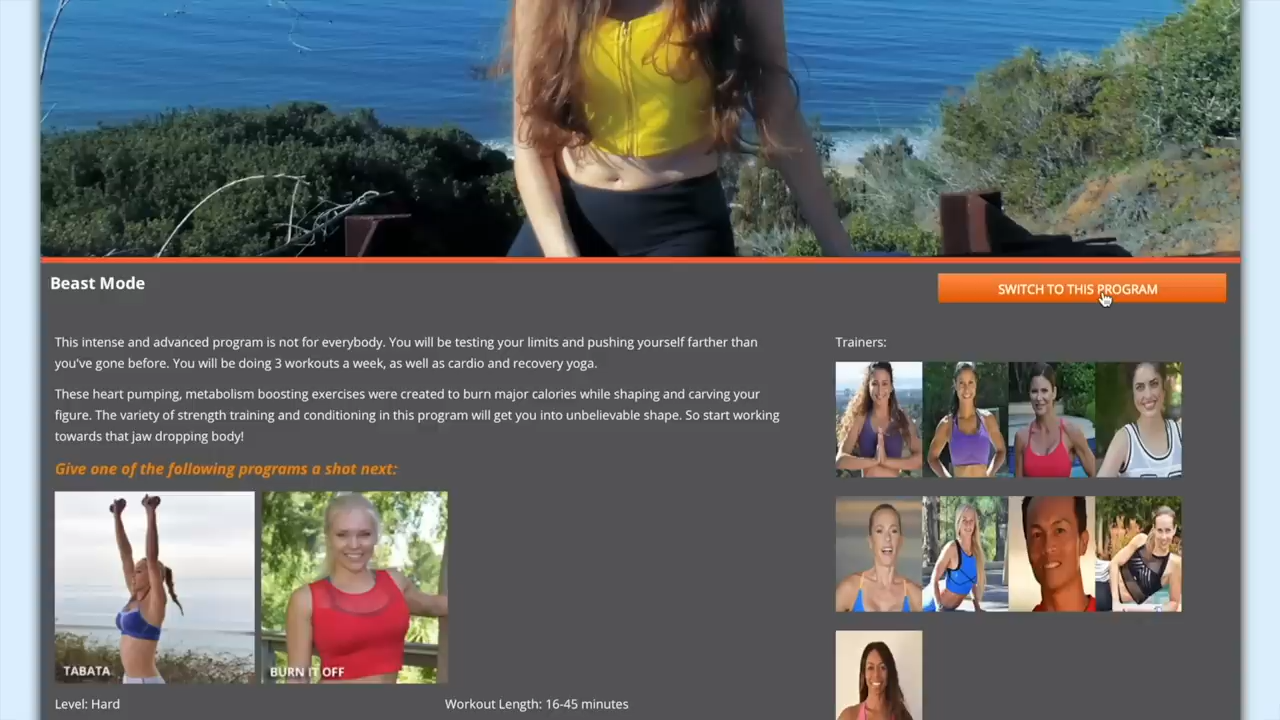 Beast Mode
SWITCH TO THIS PROGRAM
This intense and advanced program is not for everybody. You will be testing your limits and pushing yourself farther than
you've gone before. You will be doing 3 workouts a week, as well as cardio and recovery yoga.
These heart pumping, metabolism boosting exercises were created to burn major calories while shaping and carving your
figure. The variety of strength training and conditioning in this program will get you into unbelievable shape. So start working
towards that jaw dropping body!
Give one of the following programs a shot next:
TABATA
BURN IT OFF
Level: Hard
Workout Length: 16-45 minutes
Trainers: